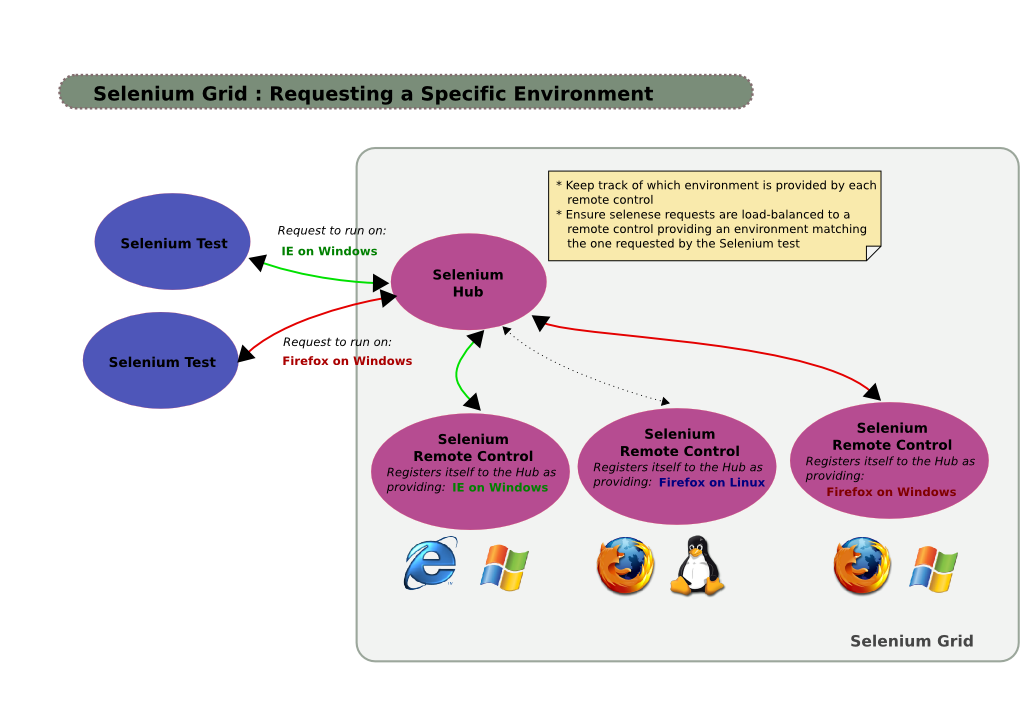 Selenium Grid : Requesting a Specific Environment
* Keep track of which environment is provided by each
remote control
* Ensure selenese requests are load-balanced to a
remote control providing an environment matching
the one requested by the Selenium test
Selenium Test
Request to run on:
IE on Windows
Selenium
Hub
Selenium Test
Request to run on:
Firefox on Windows
Selenium
Remote Control
Registers itself to the Hub as
providing: IE on Windows
Selenium
Remote Control
Registers itself to the Hub as
providing: Firefox on Linux
Selenium
Remote Control
Registers itself to the Hub as
providing:
Firefox on Windows
Selenium Grid